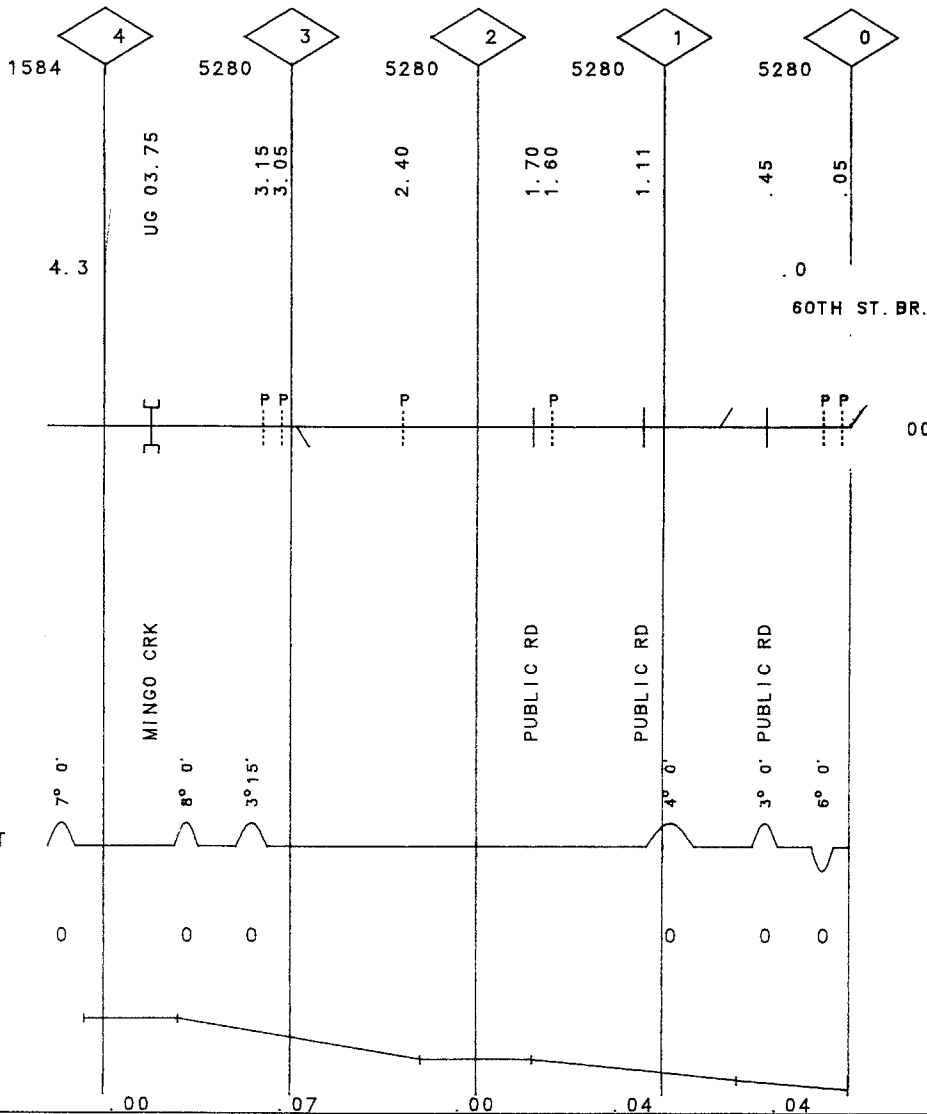 4 3 2 1 0
1584 5280 5280 5280 5280
UG 03.75 3.15 3.05 2.40 1.70 1.60 1.11 .45 .05
4.3 .0
60TH ST. BR.
P P P P P P
00
MINGO CRK PUBLIC RD PUBLIC RD PUBLIC RD
7° 0' 8° 0' 3°15' 4° 0' 3° 0' 6° 0'
T
0 0 0 0 0 0
.00 .07 .00 .04 .04